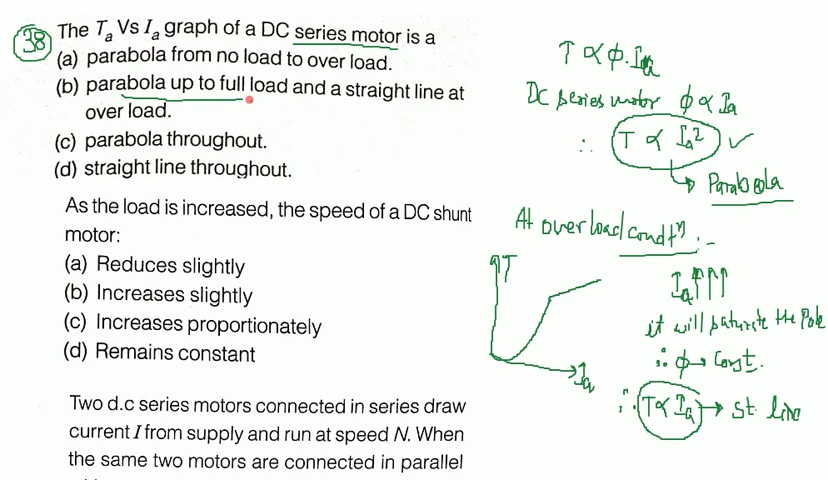 38
The Ta Vs Ia graph of a DC series motor is a
(a) parabola from no load to over load.
(b) parabola up to full load and a straight line at
over load.
(c) parabola throughout.
(d) straight line throughout.
As the load is increased, the speed of a DC shunt
motor:
(a) Reduces slightly
(b) Increases slightly
(c) Increases proportionately
(d) Remains constant
Two d.c series motors connected in series draw
current I from supply and run at speed N. When
the same two motors are connected in parallel
T ∝ φ.Ia
DC series motor φ ∝ Ia
∴ T ∝ Ia² ✓
→ Parabola
At overload condtⁿ :-
↑T
Ia
Ia↑↑↑
it will saturate the Pole
∴ φ → Const.
∴ T ∝ Ia → St. line